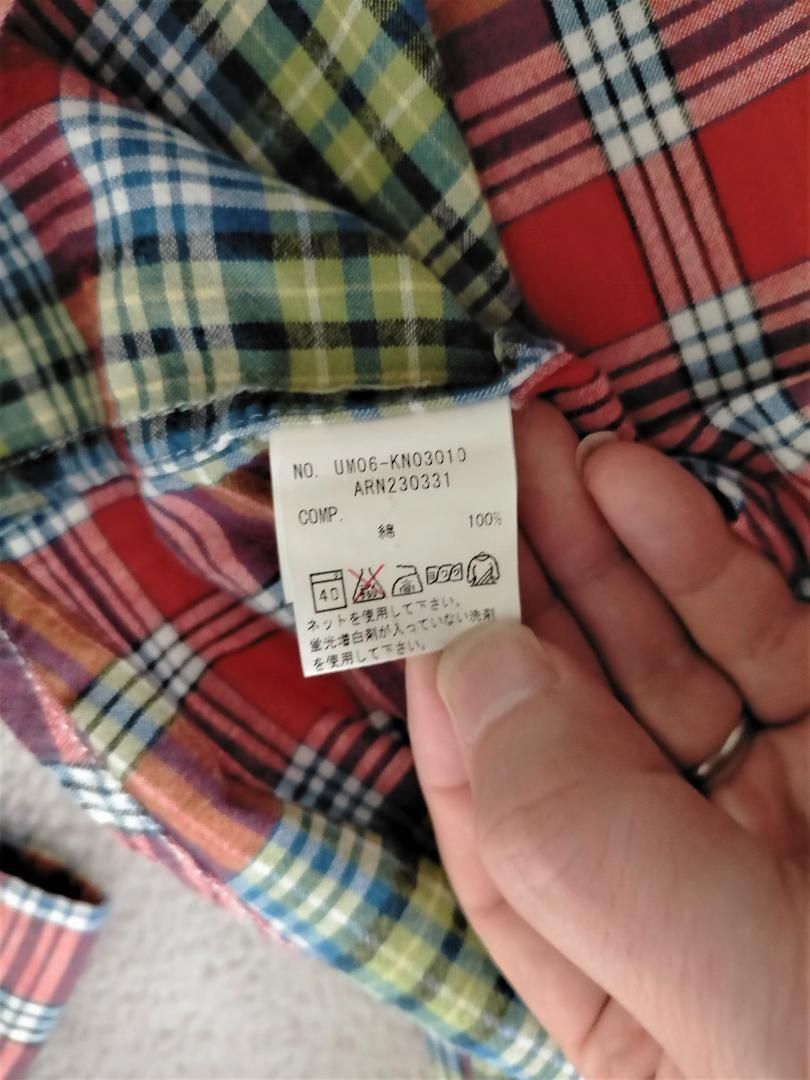 NO. UM06-KN03010
ARN230331
COMP.
綿 100%
40
高
ネットを使用して下さい。
蛍光増白剤が入っていない洗剤
を使用して下さい。